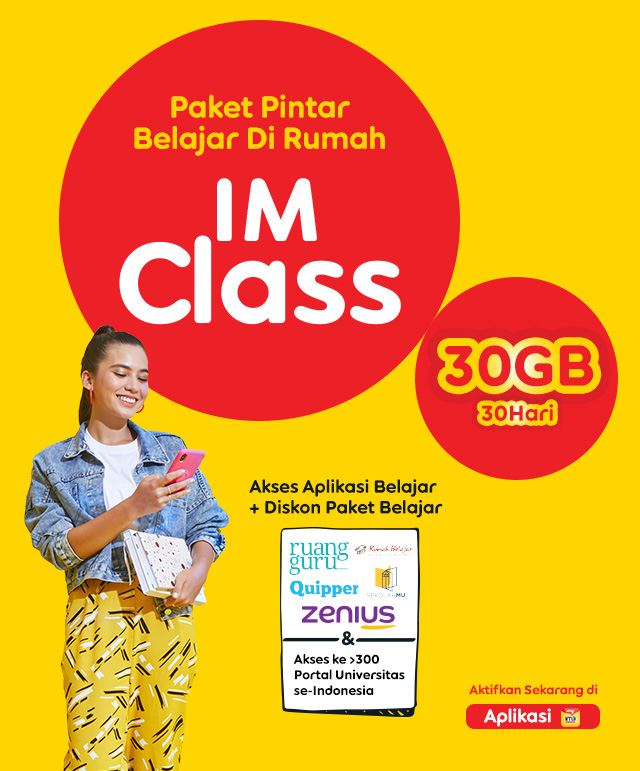 Paket Pintar
Belajar Di Rumah
IM
Class
30GB
30Hari
Akses Aplikasi Belajar
+ Diskon Paket Belajar
ruang
guru
Rumah Belajar
Quipper
SEKOLAHMU
zenius
&
Akses ke >300
Portal Universitas
se-Indonesia
Aktifkan Sekarang di
Aplikasi